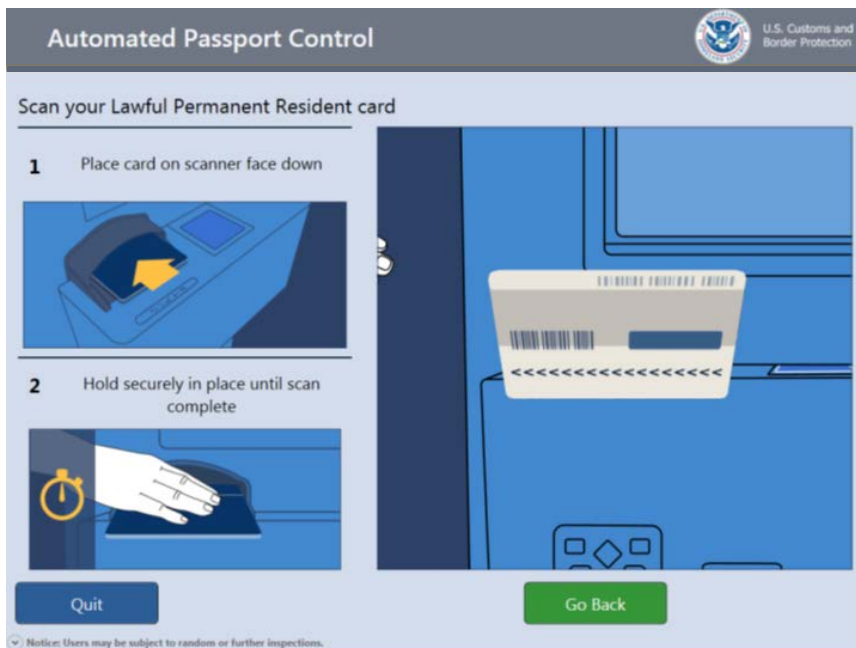 Automated Passport Control
U.S. Customs and
Border Protection
Scan your Lawful Permanent Resident card
1
Place card on scanner face down
2
Hold securely in place until scan
complete
<<<<<<<<<<<<<<<<<
Quit
Go Back
Notice: Users may be subject to random or further inspections.